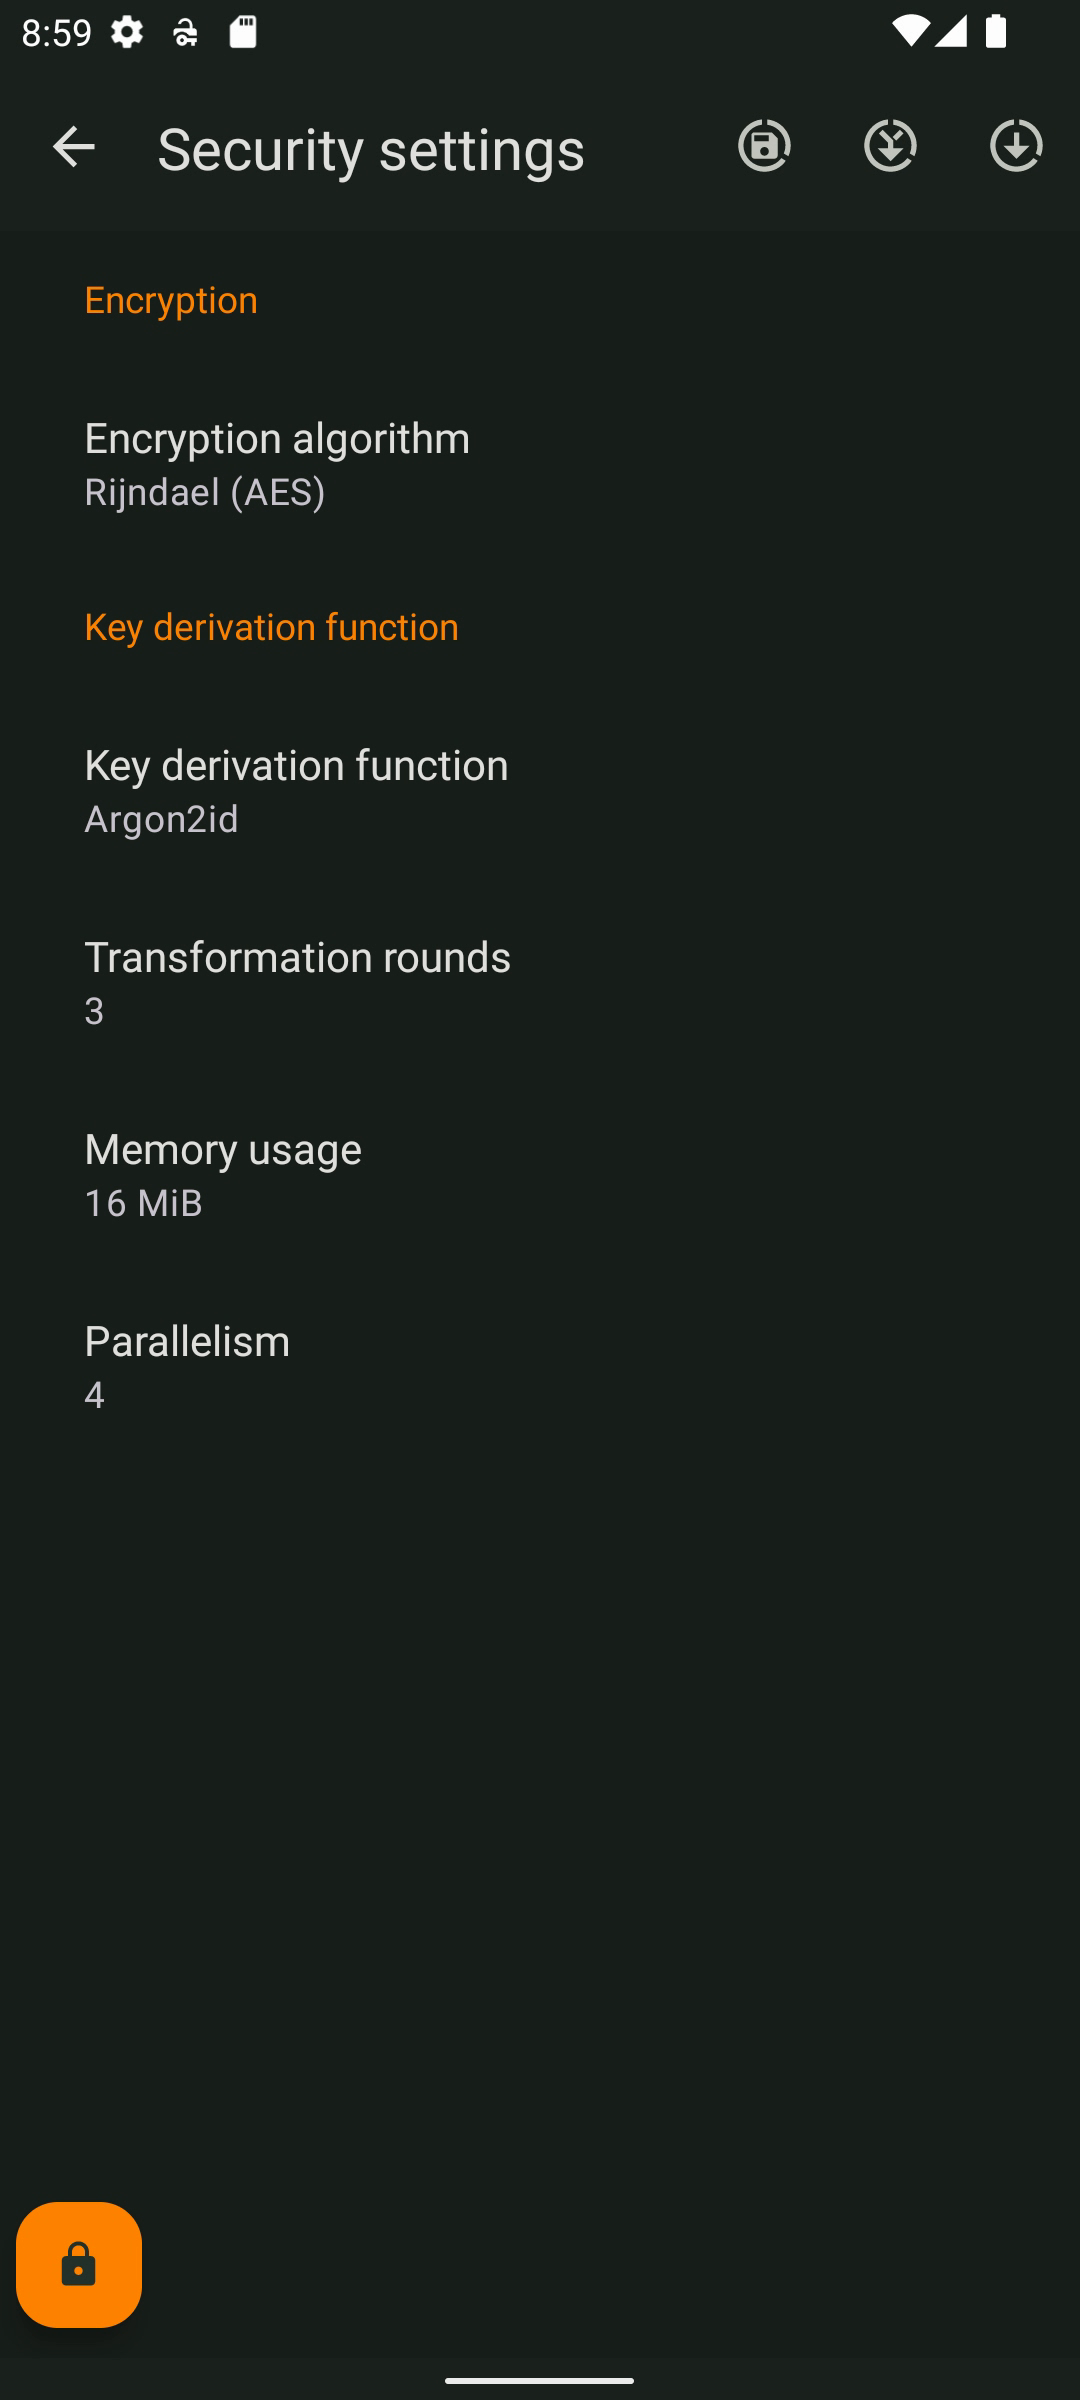 8:59
Security settings
Encryption
Encryption algorithm
Rijndael (AES)
Key derivation function
Key derivation function
Argon2id
Transformation rounds
3
Memory usage
16 MiB
Parallelism
4